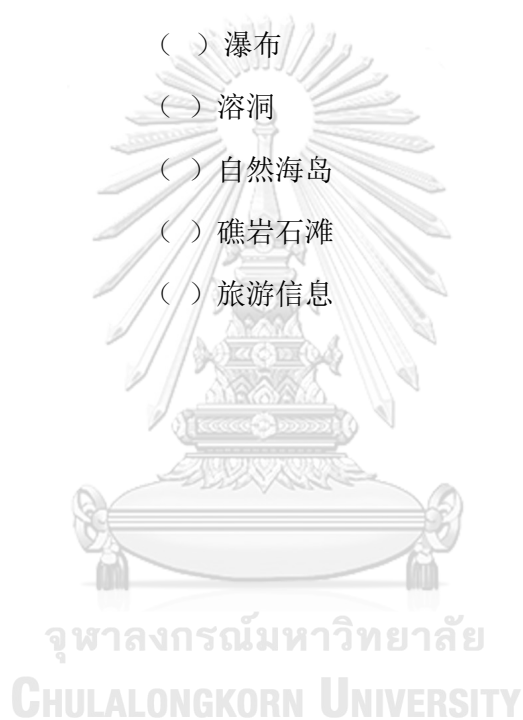 （ ）瀑布
（ ）溶洞
（ ）自然海岛
（ ）礁岩石滩
（ ）旅游信息
จุฬาลงกรณ์มหาวิทยาลัย
CHULALONGKORN UNIVERSITY